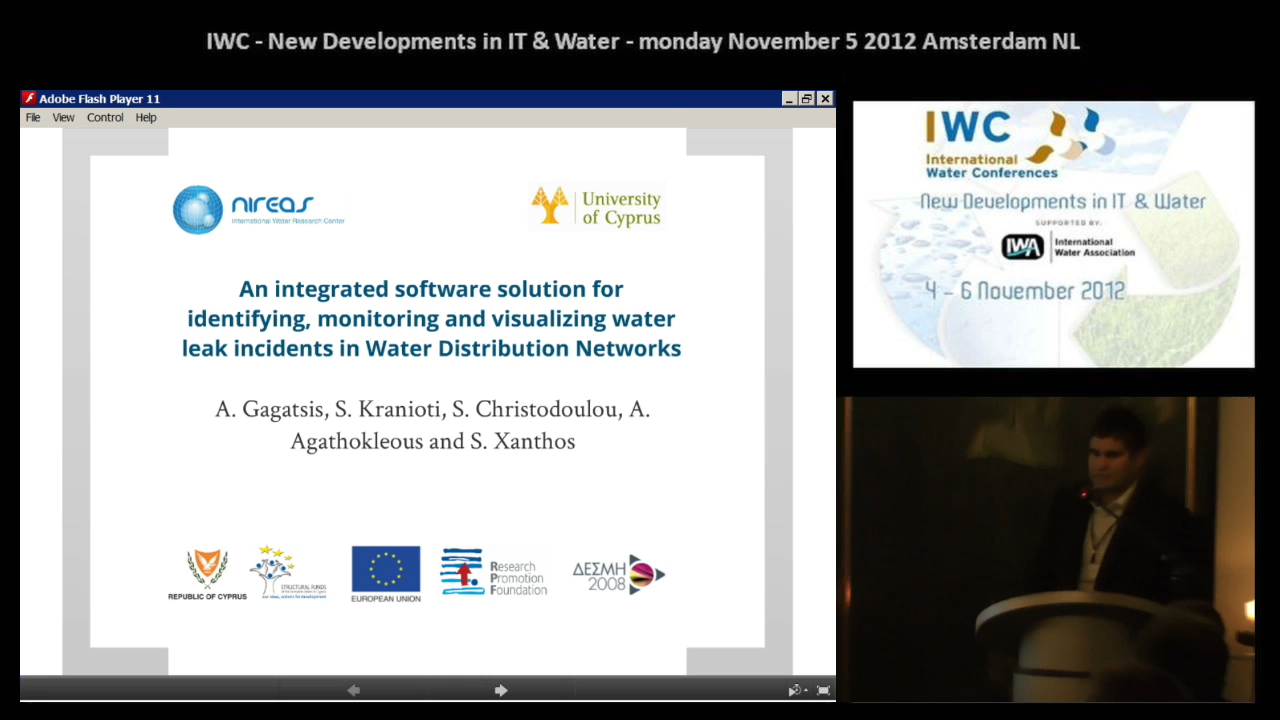 IWC - New Developments in IT & Water - monday November 5 2012 Amsterdam NL
Adobe Flash Player 11
File View Control Help
nireas
International Water Research Center
University
of Cyprus
An integrated software solution for
identifying, monitoring and visualizing water
leak incidents in Water Distribution Networks
A. Gagatsis, S. Kranioti, S. Christodoulou, A.
Agathokleous and S. Xanthos
REPUBLIC OF CYPRUS
STRUCTURAL FUNDS
EUROPEAN UNION
Research
Promotion
Foundation
ΔΕΣΜΗ
2008
IWC
International
Water Conferences
New Developments in IT & Water
SUPPORTED BY:
IWA
International
Water Association
4 – 6 November 2012